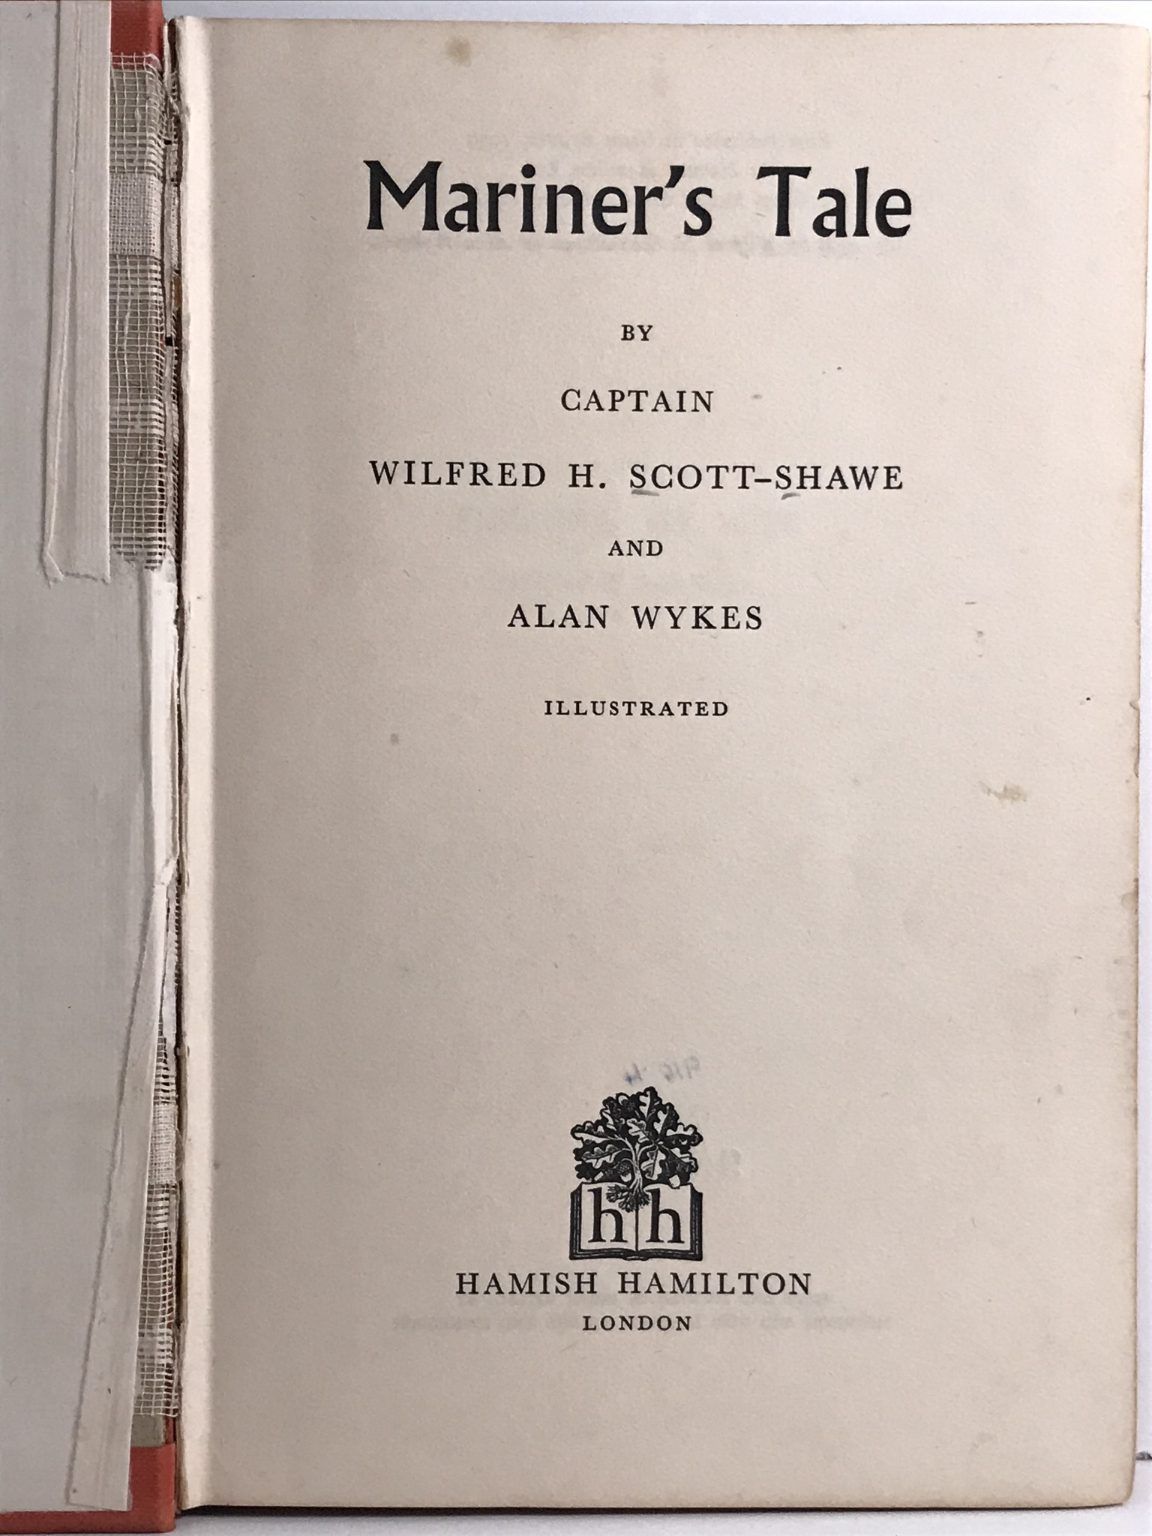 Mariner's Tale
BY
CAPTAIN
WILFRED H. SCOTT–SHAWE
AND
ALAN WYKES
ILLUSTRATED
h h
HAMISH HAMILTON
LONDON